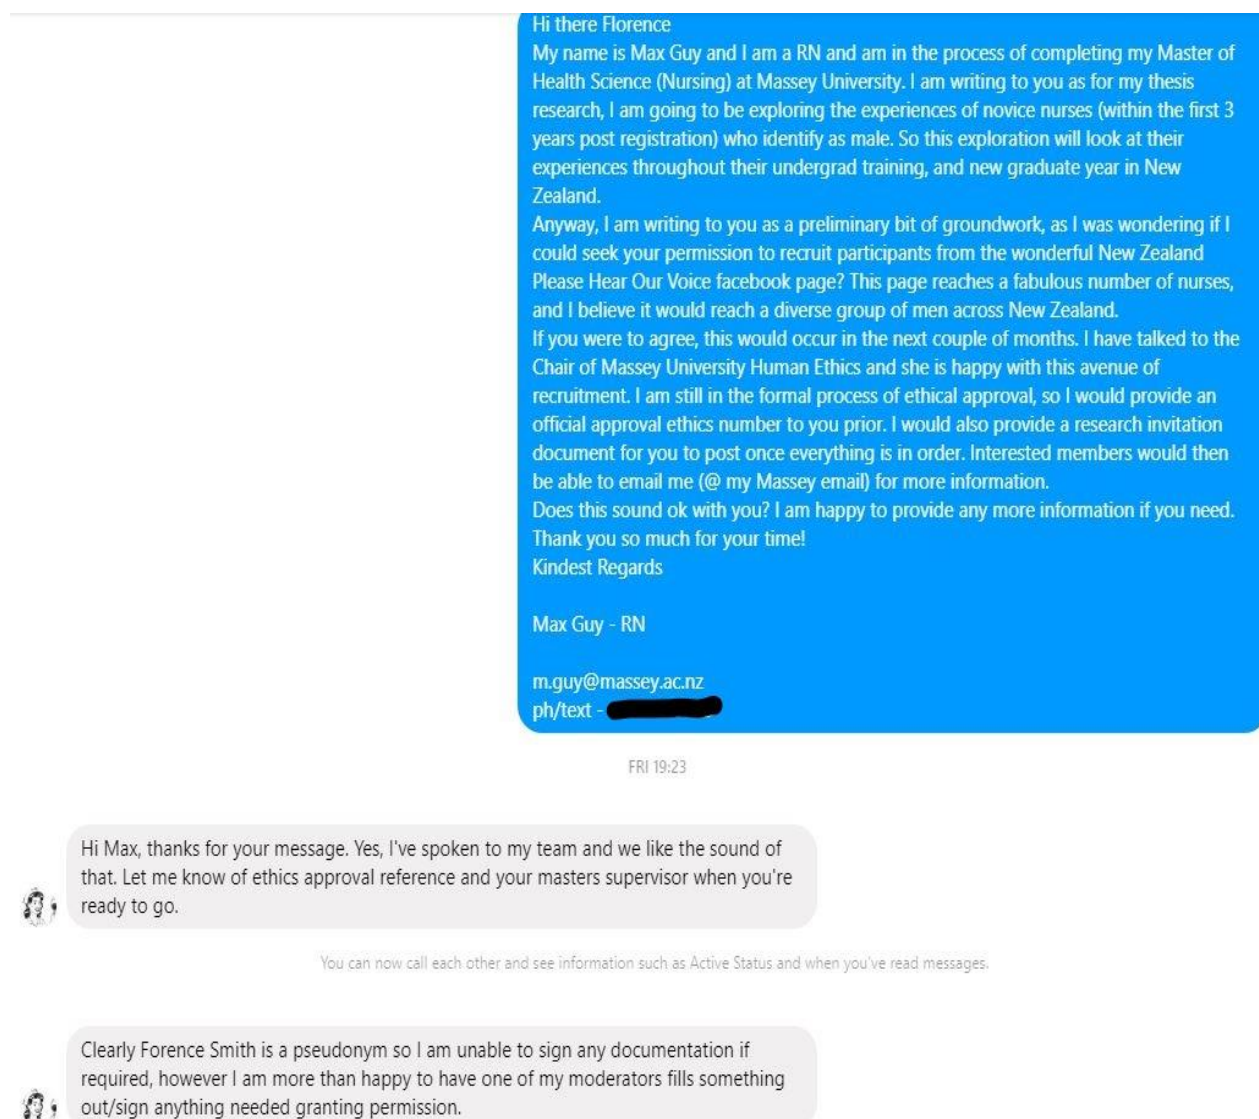 Hi there Florence
My name is Max Guy and I am a RN and am in the process of completing my Master of
Health Science (Nursing) at Massey University. I am writing to you as for my thesis
research, I am going to be exploring the experiences of novice nurses (within the first 3
years post registration) who identify as male. So this exploration will look at their
experiences throughout their undergrad training, and new graduate year in New
Zealand.
Anyway, I am writing to you as a preliminary bit of groundwork, as I was wondering if I
could seek your permission to recruit participants from the wonderful New Zealand
Please Hear Our Voice facebook page? This page reaches a fabulous number of nurses,
and I believe it would reach a diverse group of men across New Zealand.
If you were to agree, this would occur in the next couple of months. I have talked to the
Chair of Massey University Human Ethics and she is happy with this avenue of
recruitment. I am still in the formal process of ethical approval, so I would provide an
official approval ethics number to you prior. I would also provide a research invitation
document for you to post once everything is in order. Interested members would then
be able to email me (@ my Massey email) for more information.
Does this sound ok with you? I am happy to provide any more information if you need.
Thank you so much for your time!
Kindest Regards
Max Guy - RN
m.guy@massey.ac.nz
ph/text -
FRI 19:23
Hi Max, thanks for your message. Yes, I've spoken to my team and we like the sound of
that. Let me know of ethics approval reference and your masters supervisor when you're
ready to go.
You can now call each other and see information such as Active Status and when you've read messages.
Clearly Forence Smith is a pseudonym so I am unable to sign any documentation if
required, however I am more than happy to have one of my moderators fills something
out/sign anything needed granting permission.